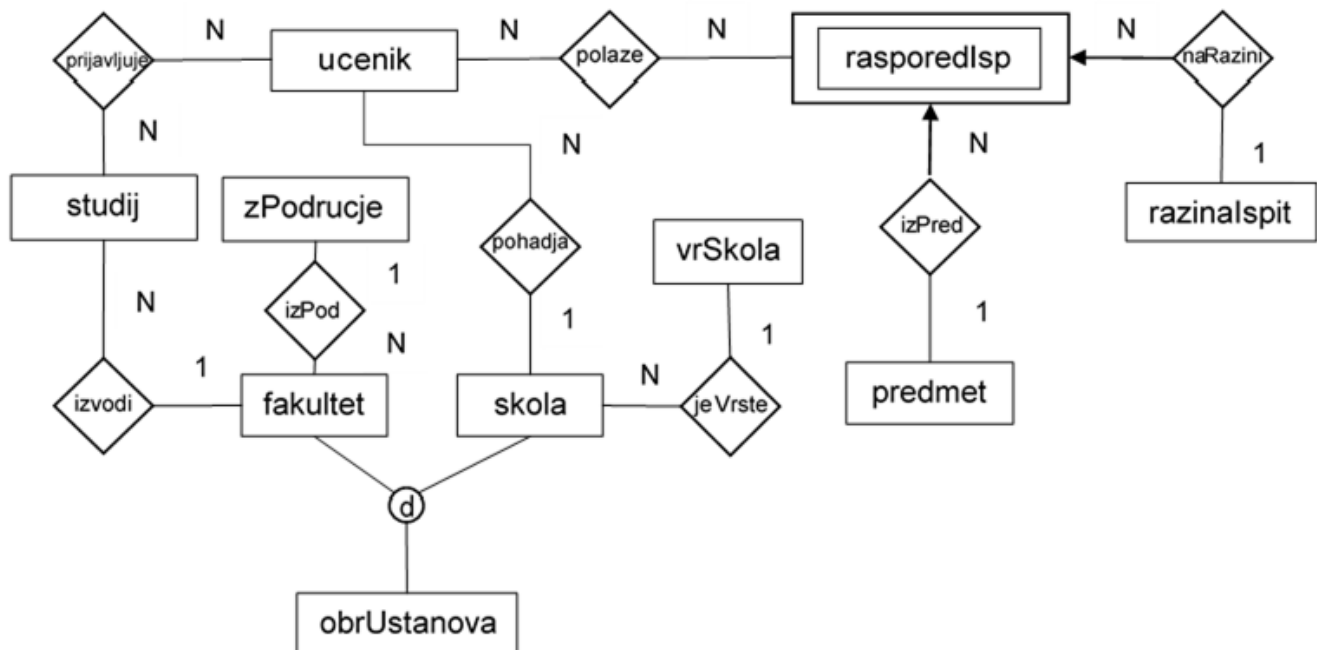 N
N
N
N
prijavljuje
ucenik
polaze
rasporedIsp
naRazini
N
N
N
1
studij
zPodrucje
razinaIspit
pohadja
vrSkola
izPred
1
N
izPod
1
1
1
N
1
N
izvodi
fakultet
skola
jeVrste
predmet
d
obrUstanova